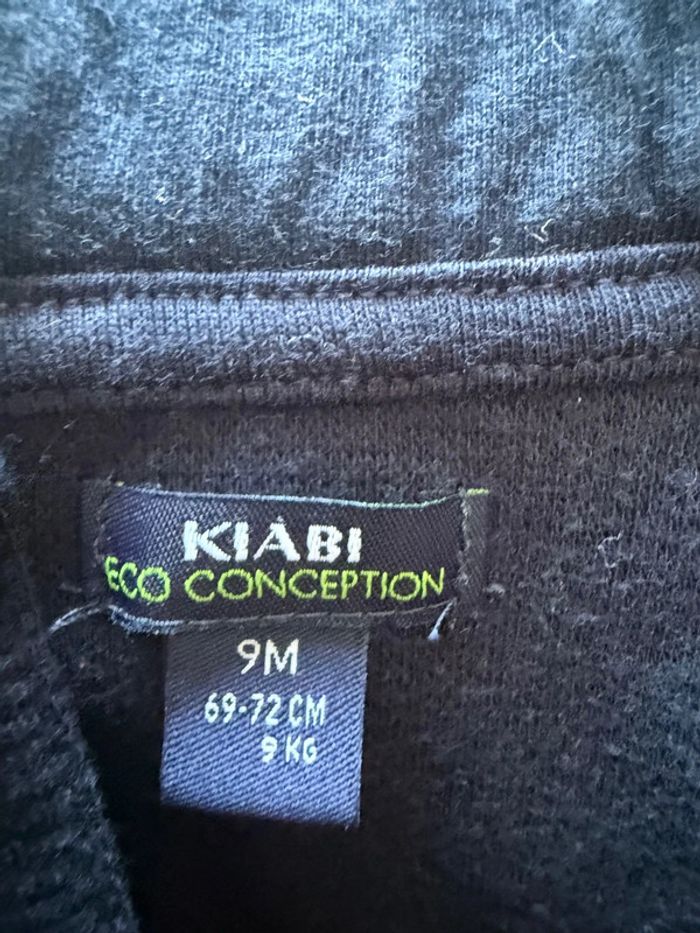 KIABI
ECO CONCEPTION
9M
69-72 CM
9 KG